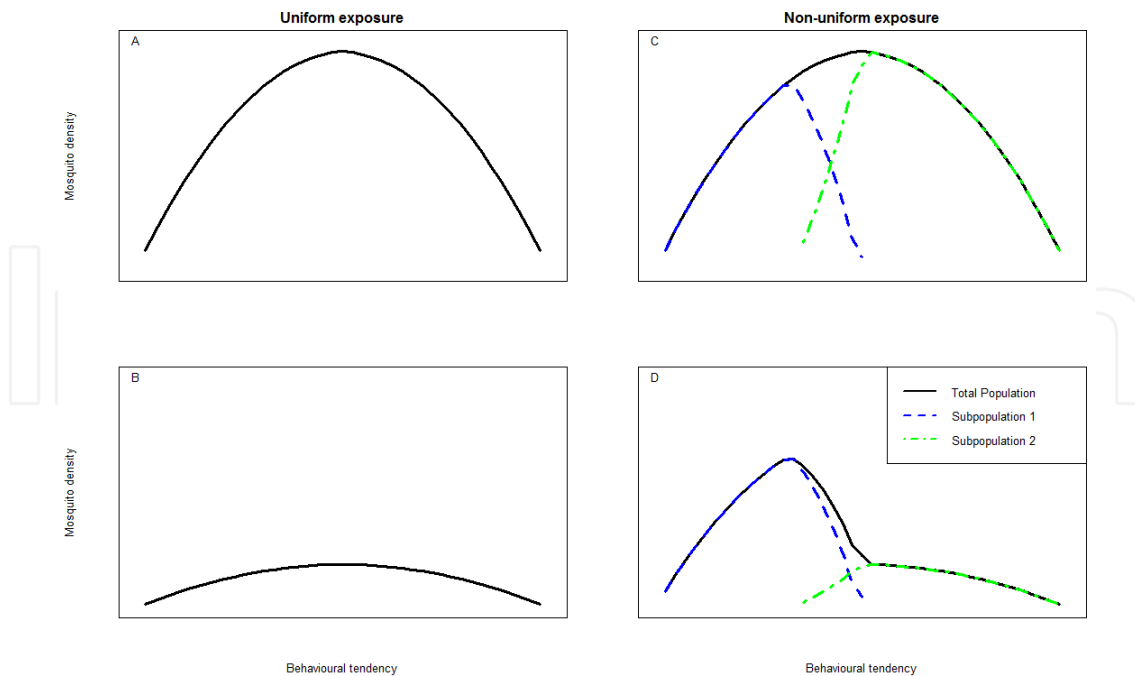 Uniform exposure
Non-uniform exposure
A
C
Mosquito density
B
D
Total Population
Subpopulation 1
Subpopulation 2
Mosquito density
Behavioural tendency
Behavioural tendency